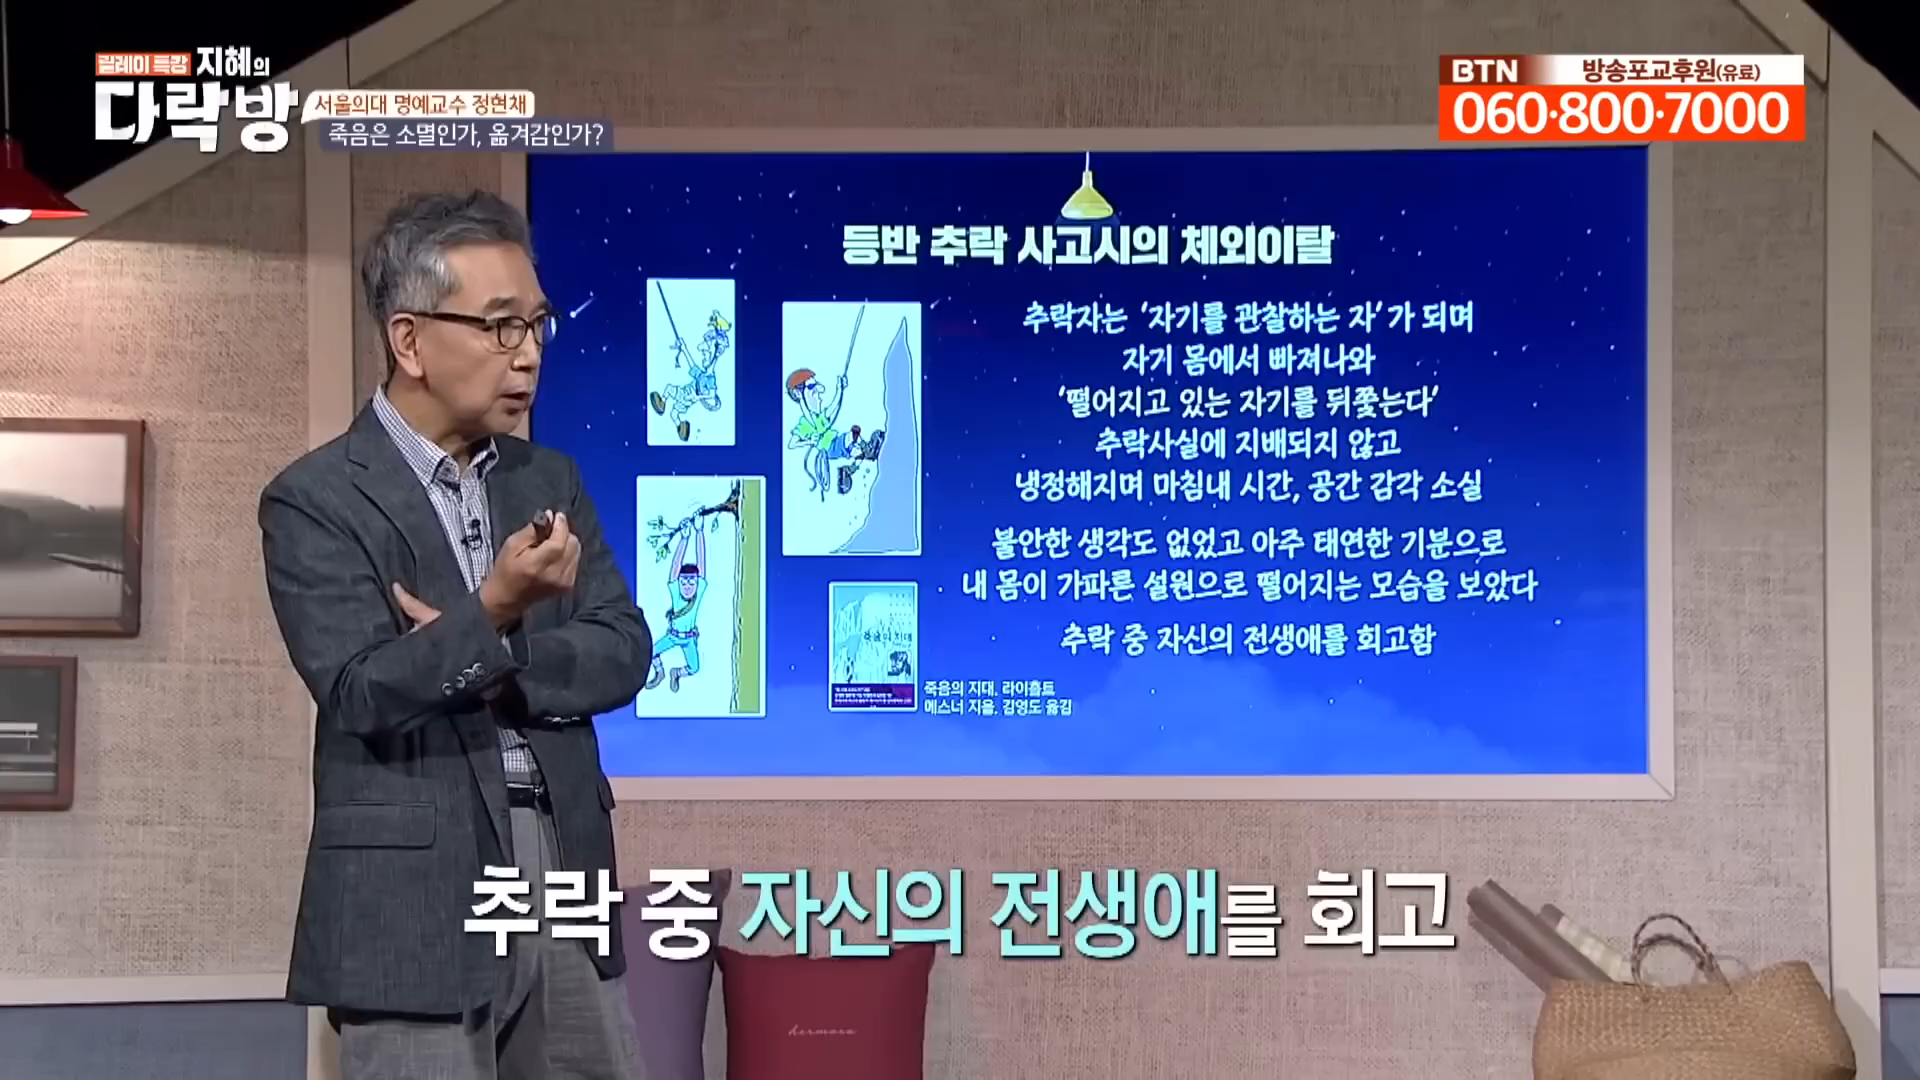 릴레이 특강 지혜의
다락방
서울의대 명예교수 정현채
죽음은 소멸인가, 옮겨감인가?
BTN 방송포교후원(유료)
060·800·7000
등반 추락 사고시의 체외이탈
추락자는 '자기를 관찰하는 자'가 되며
자기 몸에서 빠져나와
'떨어지고 있는 자기를 뒤쫓는다'
추락사실에 지배되지 않고
냉정해지며 마침내 시간, 공간 감각 소실
불안한 생각도 없었고 아주 태연한 기분으로
내 몸이 가파른 설원으로 떨어지는 모습을 보았다
추락 중 자신의 전생애를 회고함
죽음의 지대
죽음의 지대. 라이홀트
메스너 지음. 김영도 옮김
추락 중 자신의 전생애를 회고
hermosa